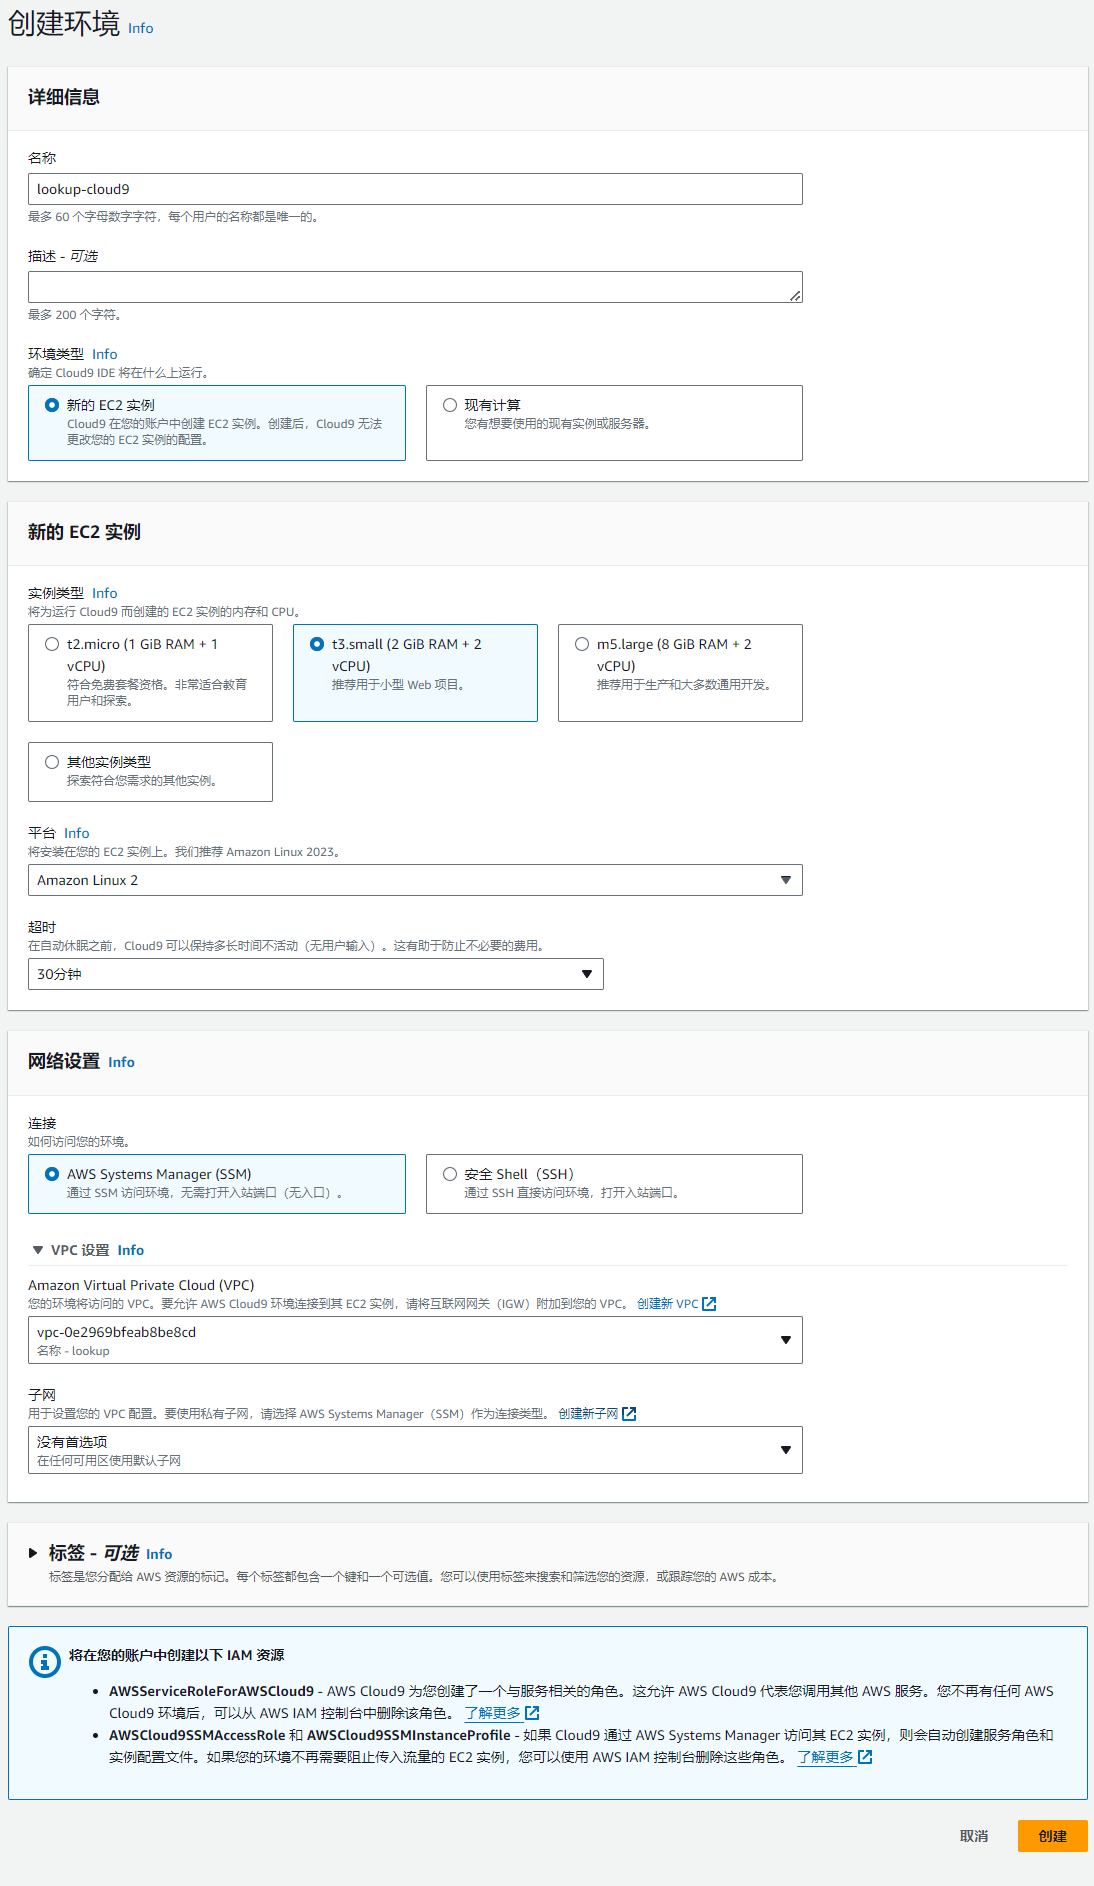 创建环境 Info
详细信息
名称
lookup-cloud9
最多 60 个字母数字字符，每个用户的名称都是唯一的。
描述 - 可选
最多 200 个字符。
环境类型 Info
确定 Cloud9 IDE 将在什么上运行。
新的 EC2 实例
Cloud9 在您的账户中创建 EC2 实例。创建后，Cloud9 无法
更改您的 EC2 实例的配置。
现有计算
您有想要使用的现有实例或服务器。
新的 EC2 实例
实例类型 Info
将为运行 Cloud9 而创建的 EC2 实例的内存和 CPU。
t2.micro (1 GiB RAM + 1
vCPU)
符合免费套餐资格。非常适合教育
用户和探索。
t3.small (2 GiB RAM + 2
vCPU)
推荐用于小型 Web 项目。
m5.large (8 GiB RAM + 2
vCPU)
推荐用于生产和大多数通用开发。
其他实例类型
探索符合您需求的其他实例。
平台 Info
将安装在您的 EC2 实例上。我们推荐 Amazon Linux 2023。
Amazon Linux 2
超时
在自动休眠之前，Cloud9 可以保持多长时间不活动（无用户输入）。这有助于防止不必要的费用。
30分钟
网络设置 Info
连接
如何访问您的环境。
AWS Systems Manager (SSM)
通过 SSM 访问环境，无需打开入站端口（无入口）。
安全 Shell（SSH）
通过 SSH 直接访问环境，打开入站端口。
VPC 设置 Info
Amazon Virtual Private Cloud (VPC)
您的环境将访问的 VPC。要允许 AWS Cloud9 环境连接到其 EC2 实例，请将互联网网关（IGW）附加到您的 VPC。 创建新 VPC
vpc-0e2969bfeab8be8cd
名称 - lookup
子网
用于设置您的 VPC 配置。要使用私有子网，请选择 AWS Systems Manager（SSM）作为连接类型。 创建新子网
没有首选项
在任何可用区使用默认子网
标签 - 可选 Info
标签是您分配给 AWS 资源的标记。每个标签都包含一个键和一个可选值。您可以使用标签来搜索和筛选您的资源，或跟踪您的 AWS 成本。
将在您的账户中创建以下 IAM 资源
• AWSServiceRoleForAWSCloud9 - AWS Cloud9 为您创建了一个与服务相关的角色。这允许 AWS Cloud9 代表您调用其他 AWS 服务。您不再有任何 AWS
Cloud9 环境后，可以从 AWS IAM 控制台中删除该角色。 了解更多
• AWSCloud9SSMAccessRole 和 AWSCloud9SSMInstanceProfile - 如果 Cloud9 通过 AWS Systems Manager 访问其 EC2 实例，则会自动创建服务角色和
实例配置文件。如果您的环境不再需要阻止传入流量的 EC2 实例，您可以使用 AWS IAM 控制台删除这些角色。 了解更多
取消
创建